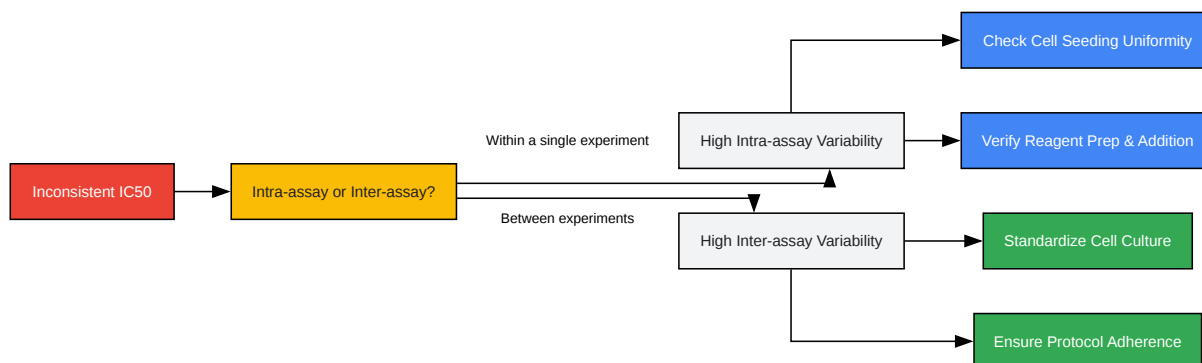 Inconsistent IC50
Intra-assay or Inter-assay?
Within a single experiment
Between experiments
High Intra-assay Variability
High Inter-assay Variability
Check Cell Seeding Uniformity
Verify Reagent Prep & Addition
Standardize Cell Culture
Ensure Protocol Adherence